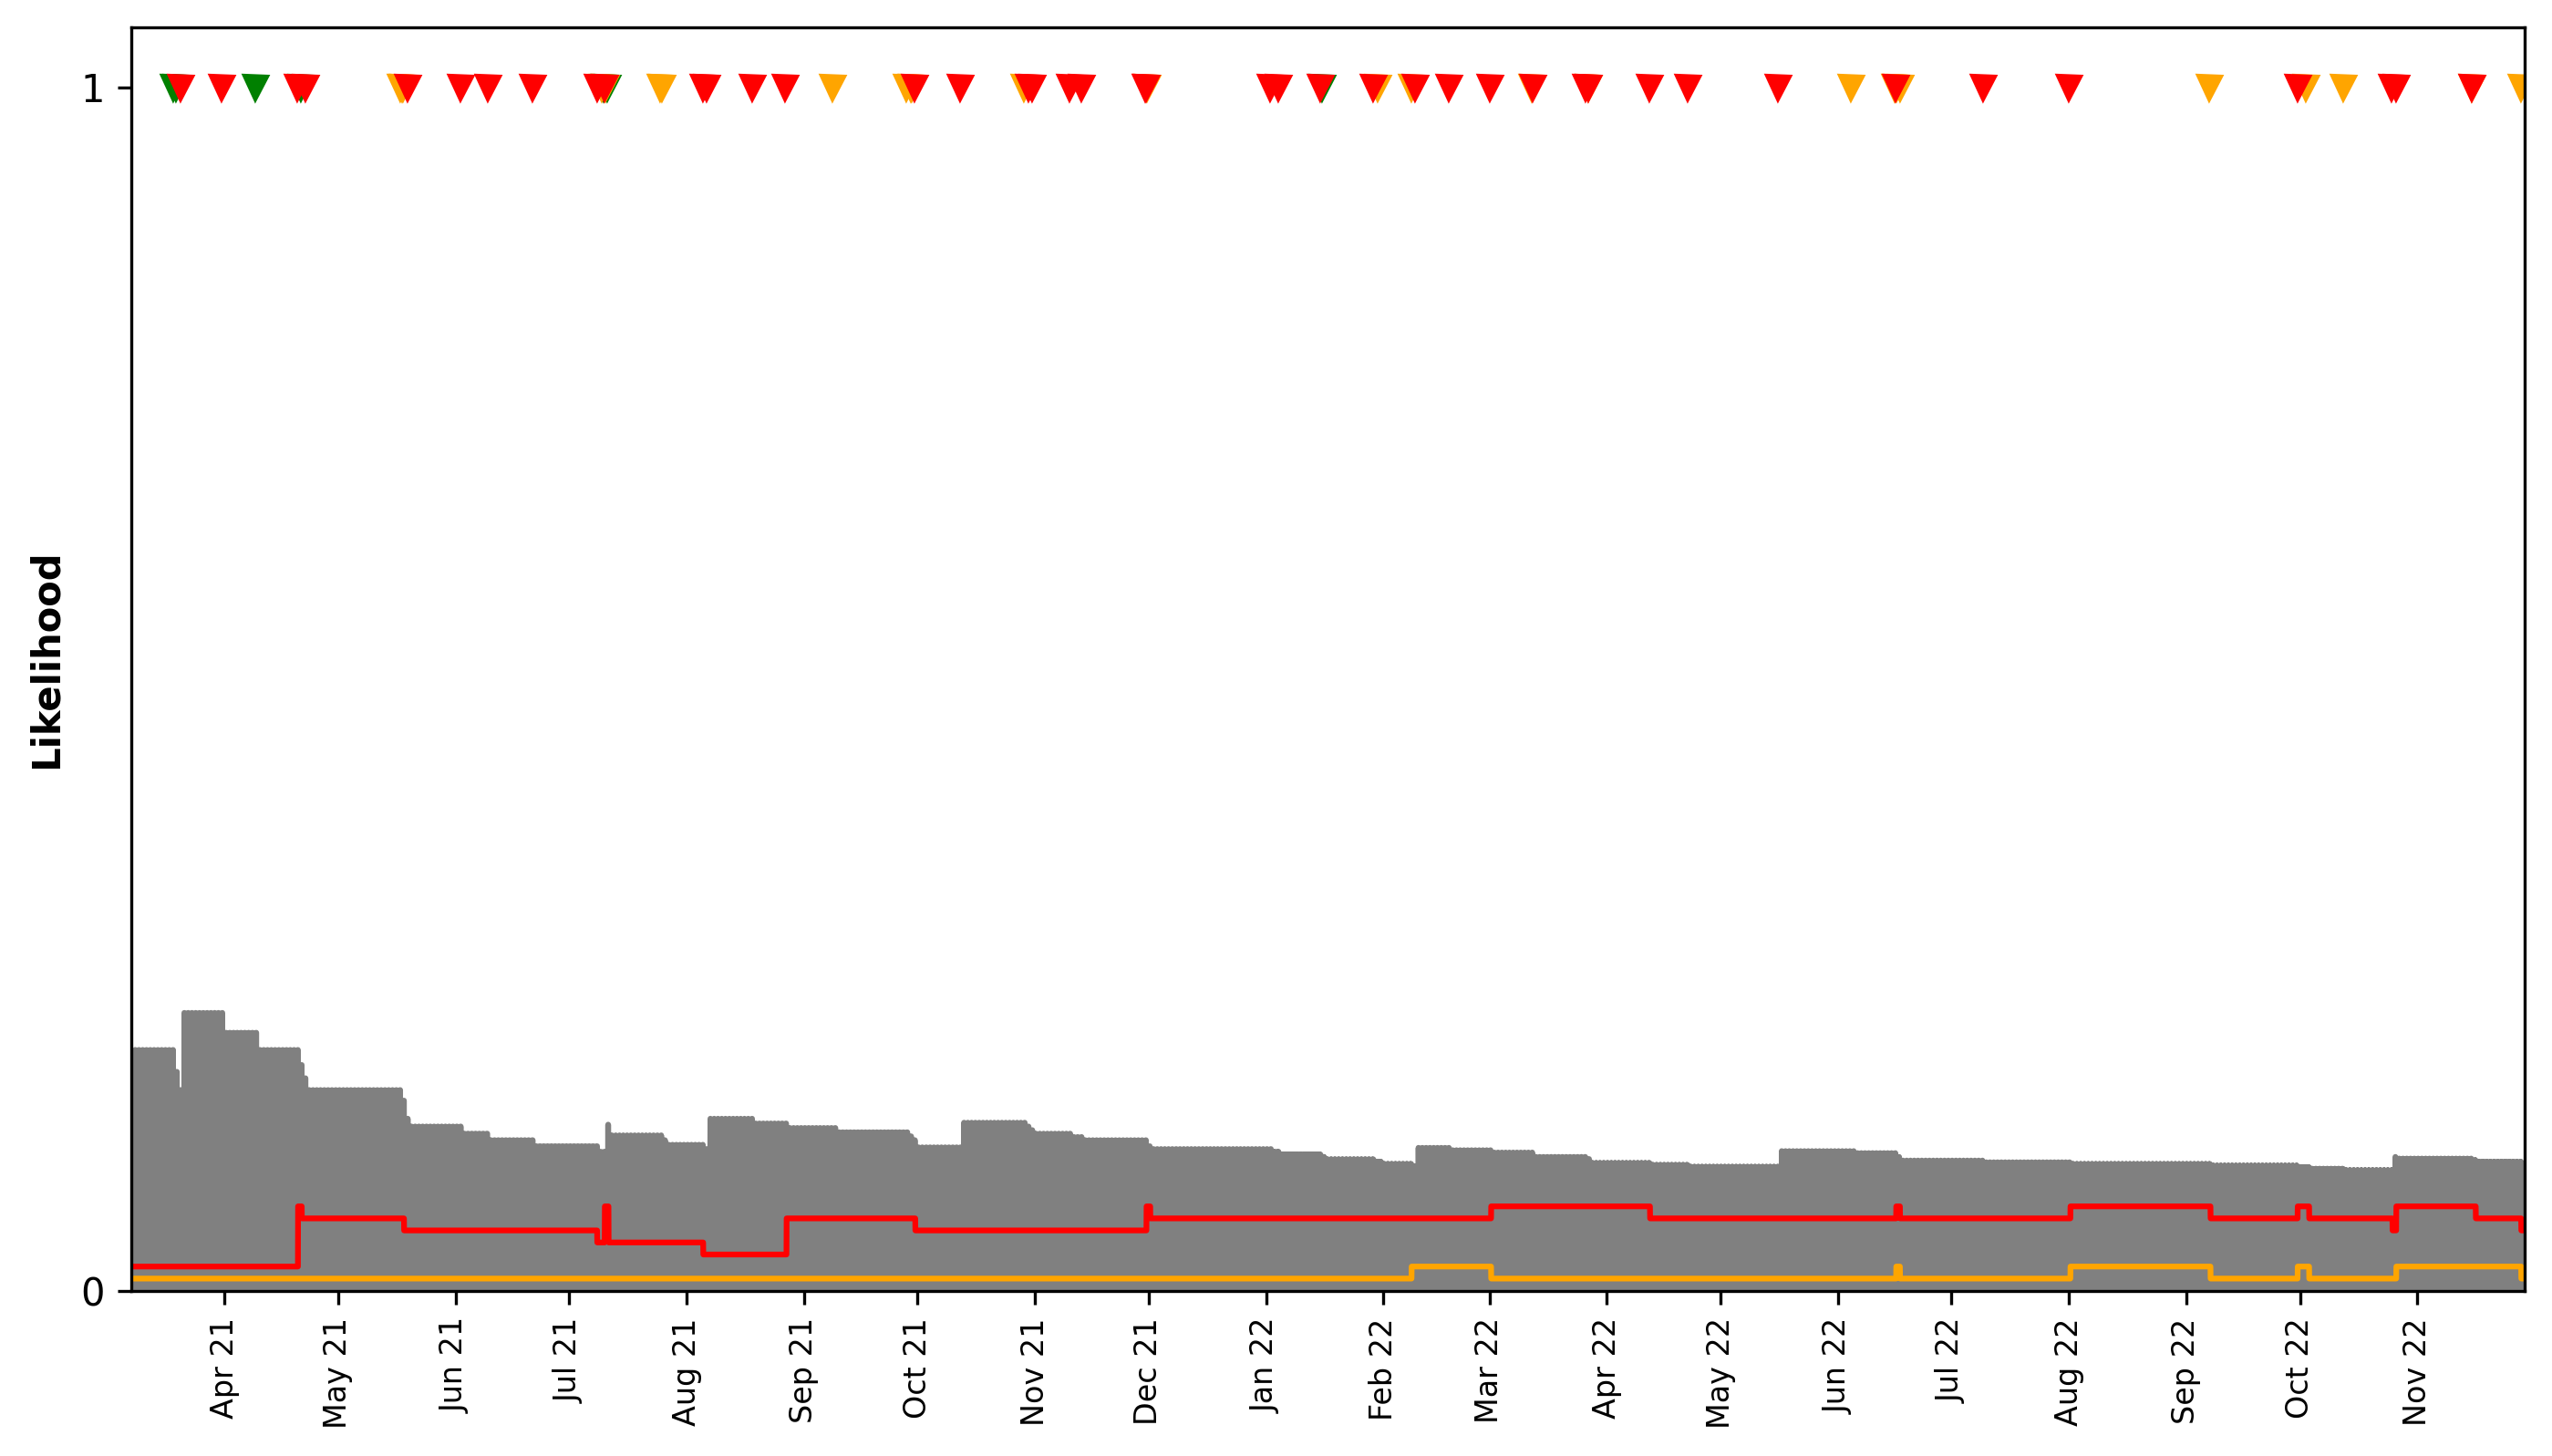 Likelihood
1
0
Apr 21
May 21
Jun 21
Jul 21
Aug 21
Sep 21
Oct 21
Nov 21
Dec 21
Jan 22
Feb 22
Mar 22
Apr 22
May 22
Jun 22
Jul 22
Aug 22
Sep 22
Oct 22
Nov 22